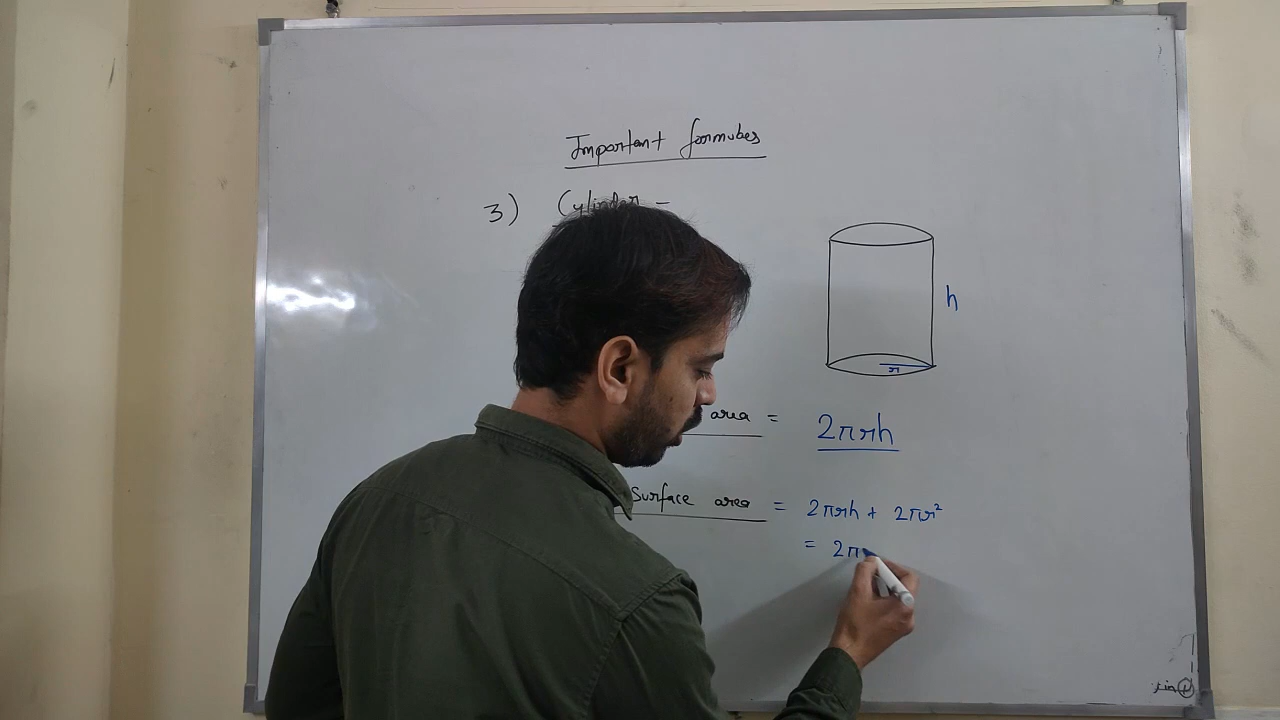 Important formulas
3) Cylinder -
h
r
area = 2πrh
Surface area = 2πrh + 2πr²
= 2π